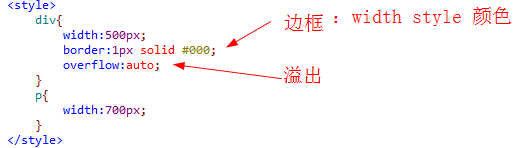 <style>
div{
width:500px;
border:1px solid #000;
overflow:auto;
}
p{
width:700px;
}
</style>
边框 : width style 颜色
溢出